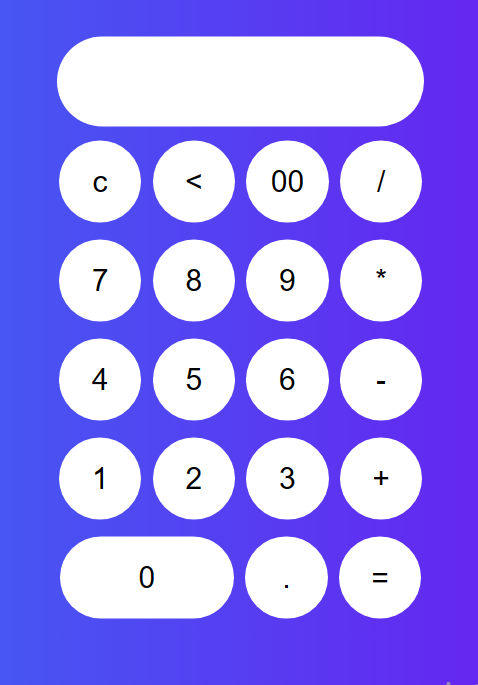 c < 00 /
7 8 9 *
4 5 6 -
1 2 3 +
0 . =